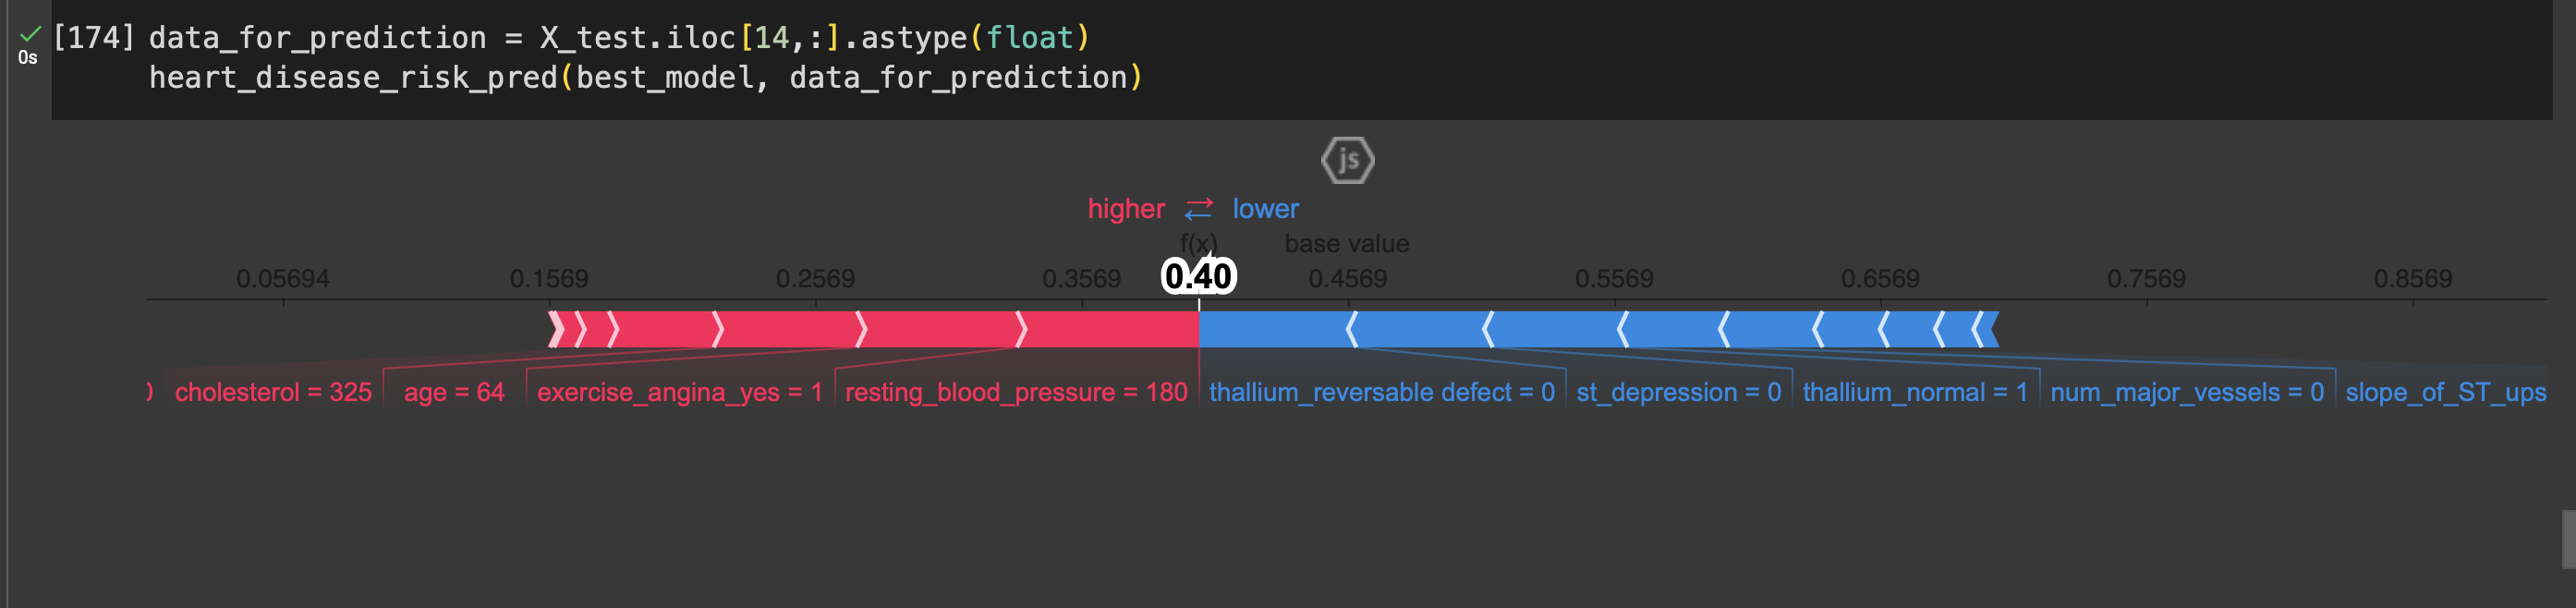 [174] data_for_prediction = X_test.iloc[14,:].astype(float)
0s
heart_disease_risk_pred(best_model, data_for_prediction)
js
higher ⇄ lower
f(x) base value
0.05694 0.1569 0.2569 0.3569 0.40 0.4569 0.5569 0.6569 0.7569 0.8569
cholesterol = 325 age = 64 exercise_angina_yes = 1 resting_blood_pressure = 180 thallium_reversable defect = 0 st_depression = 0 thallium_normal = 1 num_major_vessels = 0 slope_of_ST_ups